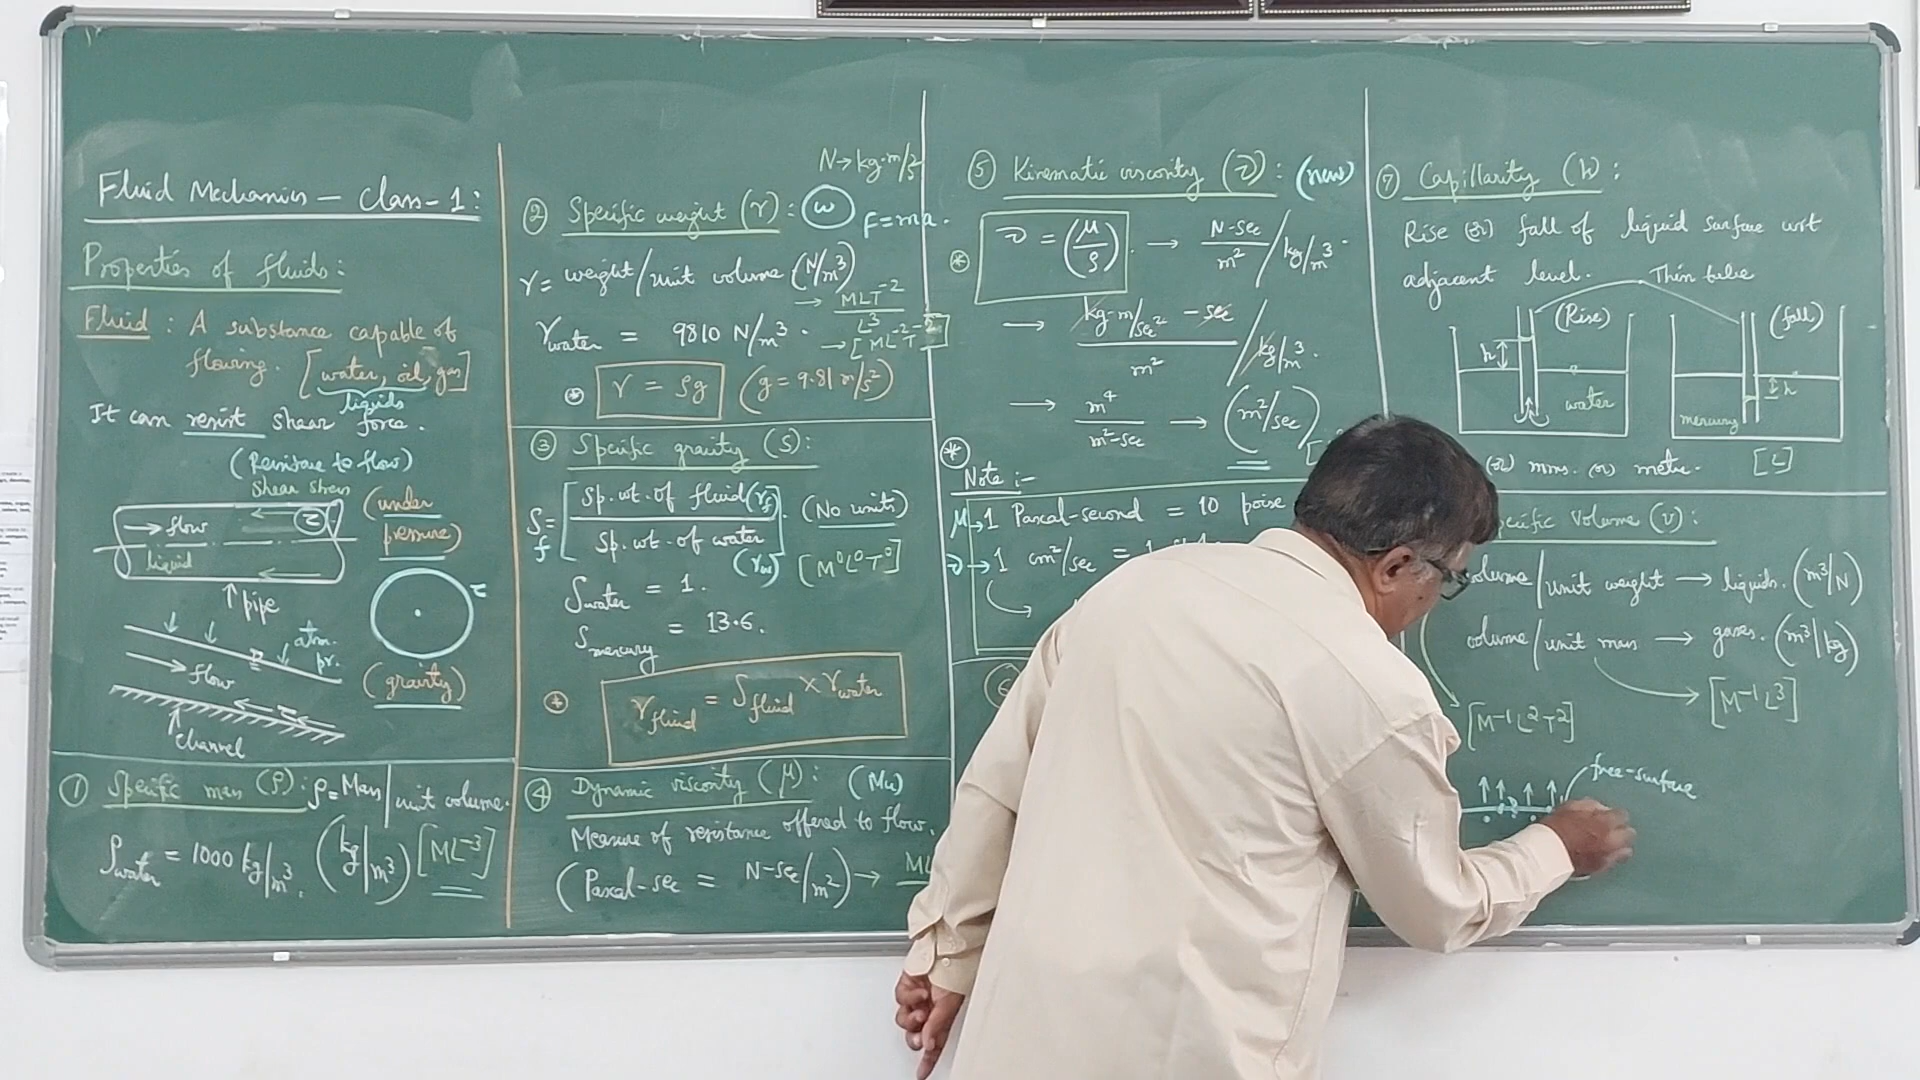 Fluid Mechanics – Class-1:
Properties of fluids:
Fluid : A substance capable of
flowing. [water, oil, gas]
liquids
It can resist shear force.
(Resistance to flow)
shear stress
→ flow
τ
(under
pressure)
liquid
↑ pipe
τ
atm.
pr.
→ flow
(gravity)
τ
channel
① Specific mass (ρ): ρ = Mass / unit volume.
ρwater = 1000 kg/m³. (kg/m³) [ML⁻³]
N → kg-m/s²
② Specific weight (γ): ω
F = ma.
γ = weight / unit volume (N/m³)
→ MLT⁻² / L³
γwater = 9810 N/m³.
→ [ML⁻²T⁻²]
* γ = ρg (g = 9.81 m/s²)
③ Specific gravity (S):
Sf = [Sp. wt. of fluid (γf) / Sp. wt. of water (γw)]. (No units)
[M⁰L⁰T⁰]
Swater = 1.
Smercury = 13.6.
* γfluid = Sfluid × γwater
④ Dynamic viscosity (μ): (Mu)
Measure of resistance offered to flow.
(Pascal-sec = N-sec/m²) → ML
⑤ Kinematic viscosity (ν): (new)
* ν = (μ/ρ). → N-sec/m² / kg/m³.
→ kg-m/sec² - sec / m² / kg/m³.
→ m⁴ / m²-sec → (m²/sec)
* Note :-
μ → 1 Pascal-second = 10 poise
ν → 1 cm²/sec = 1
⑥
⑦ Capillarity (h):
Rise (or) fall of liquid surface wrt
adjacent level.
Thin tube
(Rise)
h
water
(fall)
h
mercury
(or) mms. (or) metre. [L]
Specific Volume (v):
volume / unit weight → liquids. (m³/N)
volume / unit mass → gases. (m³/kg)
[M⁻¹L²T²]
[M⁻¹L³]
free-surface